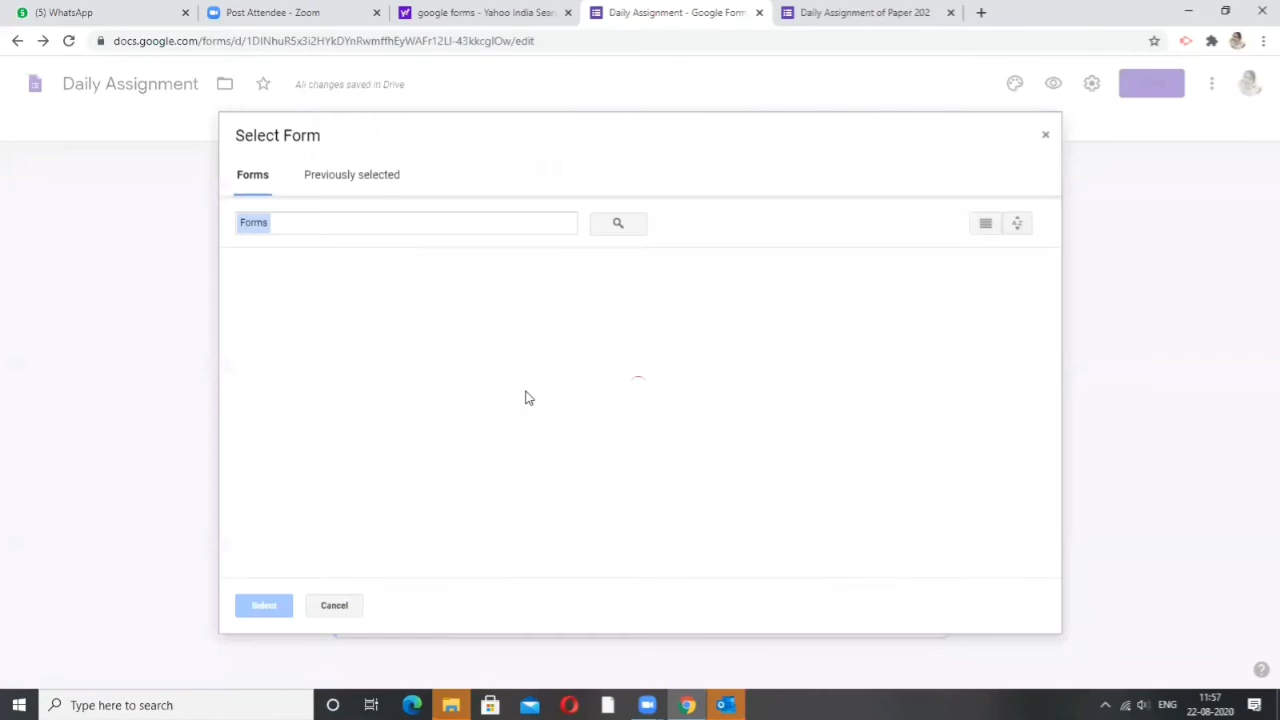 (5) WhatsApp
Post Attendee - Zoom
google forms - Yahoo India Sear
Daily Assignment - Google Form
Daily Assignment of Paper 202
docs.google.com/forms/d/1DINhuR5x3i2HYkDYnRwmffhEyWAFr12LI-43kkcglOw/edit
Daily Assignment
All changes saved in Drive
Select Form
Forms
Previously selected
Forms
Select
Cancel
Type here to search
ENG
11:57
22-08-2020